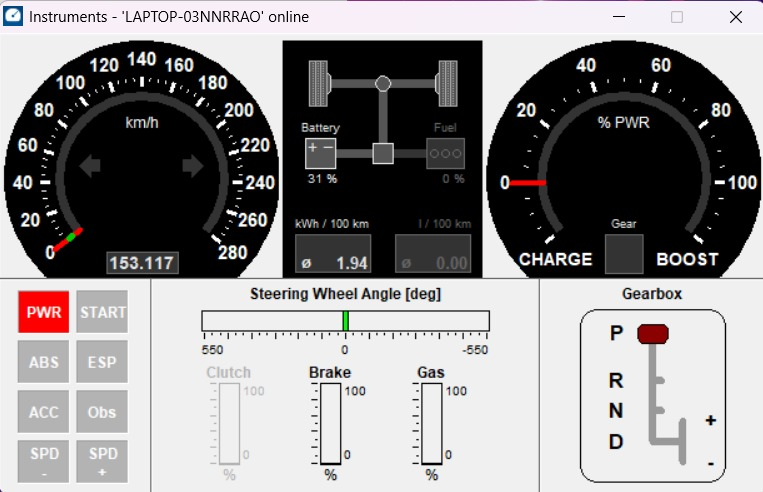 Instruments - 'LAPTOP-03NNRRAO' online
0
20
40
60
80
100
120
140
160
180
200
220
240
260
280
km/h
153.117
Battery
Fuel
+ −
31 %
0 %
kWh / 100 km
l / 100 km
ø 1.94
ø 0.00
0
20
40
60
80
100
% PWR
Gear
CHARGE
BOOST
PWR
START
ABS
ESP
ACC
Obs
SPD
-
SPD
+
Steering Wheel Angle [deg]
550
0
-550
Clutch
Brake
Gas
100
100
100
0
0
0
%
%
%
Gearbox
P
R
N
D
+
-